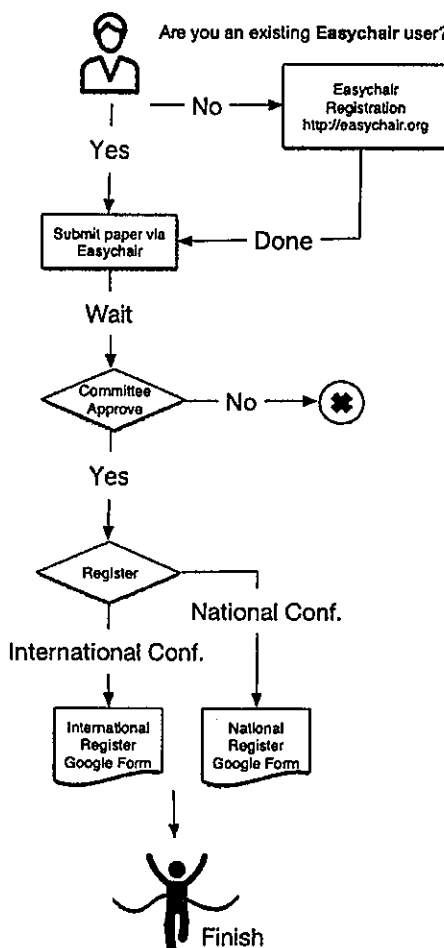 Are you an existing Easychair user?
Easychair
Registration
http://easychair.org
No
Yes
Submit paper via
Easychair
Done
Wait
Committee
Approve
No
Yes
Register
National Conf.
International Conf.
International
Register
Google Form
National
Register
Google Form
Finish